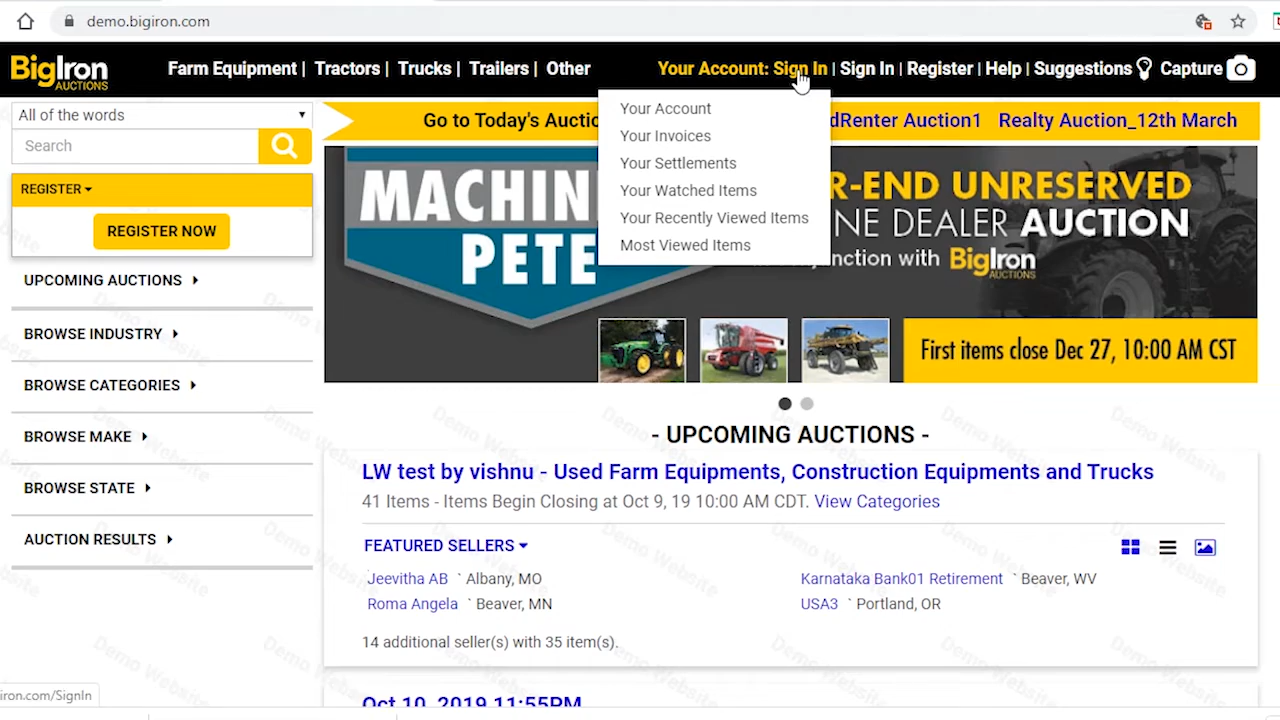 demo.bigiron.com
BigIron
AUCTIONS
Farm Equipment | Tractors | Trucks | Trailers | Other
Your Account: Sign In | Sign In | Register | Help | Suggestions Capture
All of the words
Search
REGISTER
REGISTER NOW
UPCOMING AUCTIONS
BROWSE INDUSTRY
BROWSE CATEGORIES
BROWSE MAKE
BROWSE STATE
AUCTION RESULTS
Your Account
Your Invoices
Your Settlements
Your Watched Items
Your Recently Viewed Items
Most Viewed Items
Go to Today's Auctio
dRenter Auction1 Realty Auction_12th March
MACHIN
PETE
R-END UNRESERVED
NE DEALER AUCTION
junction with BigIron
AUCTIONS
First items close Dec 27, 10:00 AM CST
- UPCOMING AUCTIONS -
LW test by vishnu - Used Farm Equipments, Construction Equipments and Trucks
41 Items - Items Begin Closing at Oct 9, 19 10:00 AM CDT. View Categories
FEATURED SELLERS
Jeevitha AB ` Albany, MO
Karnataka Bank01 Retirement ` Beaver, WV
Roma Angela ` Beaver, MN
USA3 ` Portland, OR
14 additional seller(s) with 35 item(s).
Oct 10, 2019 11:55PM
iron.com/SignIn
Demo Website